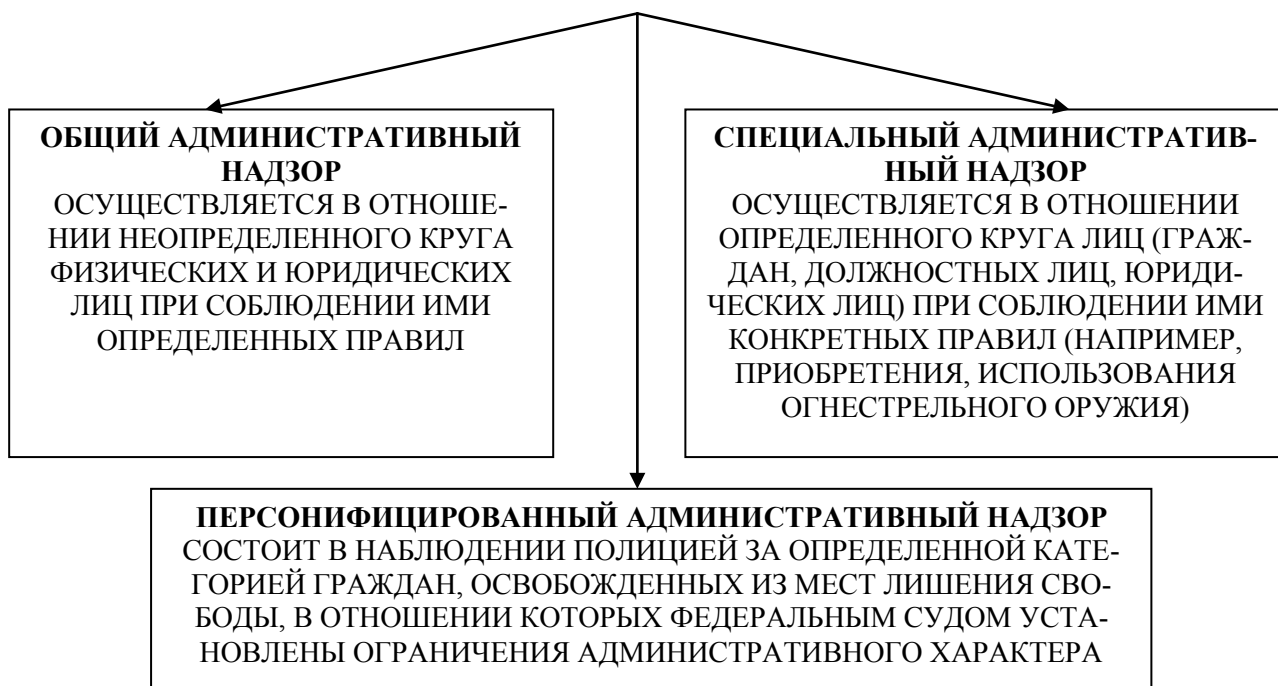 ОБЩИЙ АДМИНИСТРАТИВНЫЙ
НАДЗОР
ОСУЩЕСТВЛЯЕТСЯ В ОТНОШЕ-
НИИ НЕОПРЕДЕЛЕННОГО КРУГА
ФИЗИЧЕСКИХ И ЮРИДИЧЕСКИХ
ЛИЦ ПРИ СОБЛЮДЕНИИ ИМИ
ОПРЕДЕЛЕННЫХ ПРАВИЛ
СПЕЦИАЛЬНЫЙ АДМИНИСТРАТИВ-
НЫЙ НАДЗОР
ОСУЩЕСТВЛЯЕТСЯ В ОТНОШЕНИИ
ОПРЕДЕЛЕННОГО КРУГА ЛИЦ (ГРАЖ-
ДАН, ДОЛЖНОСТНЫХ ЛИЦ, ЮРИДИ-
ЧЕСКИХ ЛИЦ) ПРИ СОБЛЮДЕНИИ ИМИ
КОНКРЕТНЫХ ПРАВИЛ (НАПРИМЕР,
ПРИОБРЕТЕНИЯ, ИСПОЛЬЗОВАНИЯ
ОГНЕСТРЕЛЬНОГО ОРУЖИЯ)
ПЕРСОНИФИЦИРОВАННЫЙ АДМИНИСТРАТИВНЫЙ НАДЗОР
СОСТОИТ В НАБЛЮДЕНИИ ПОЛИЦИЕЙ ЗА ОПРЕДЕЛЕННОЙ КАТЕ-
ГОРИЕЙ ГРАЖДАН, ОСВОБОЖДЕННЫХ ИЗ МЕСТ ЛИШЕНИЯ СВО-
БОДЫ, В ОТНОШЕНИИ КОТОРЫХ ФЕДЕРАЛЬНЫМ СУДОМ УСТА-
НОВЛЕНЫ ОГРАНИЧЕНИЯ АДМИНИСТРАТИВНОГО ХАРАКТЕРА